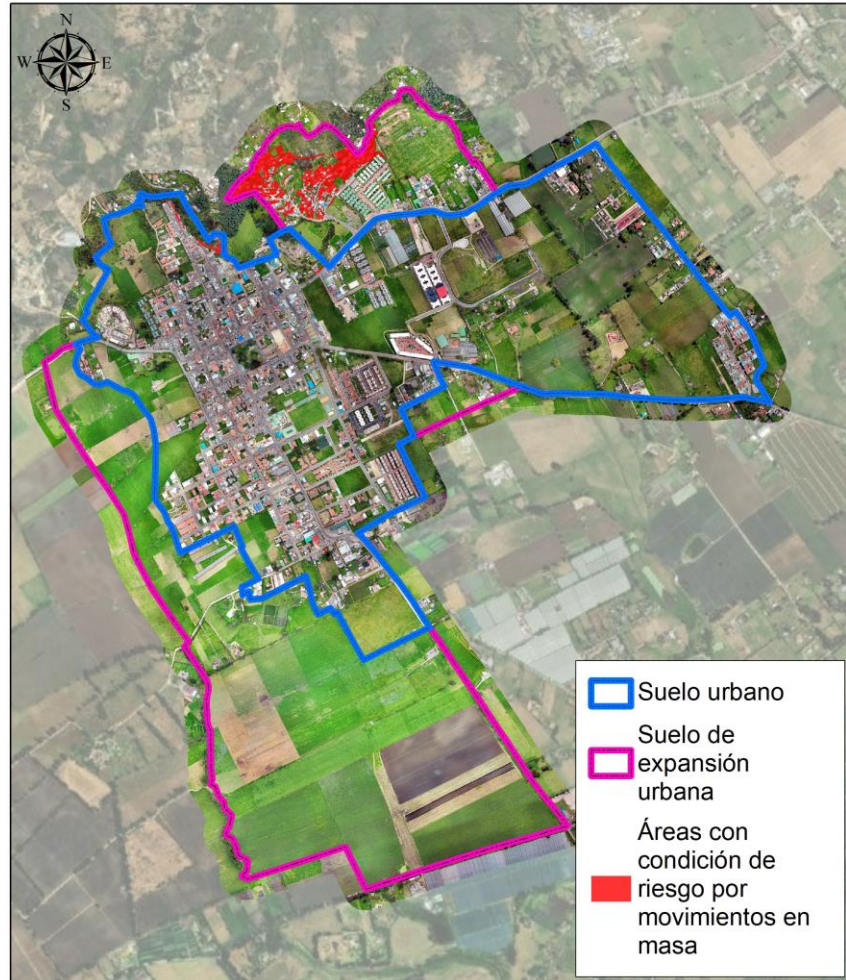 N
W E
S
Suelo urbano
Suelo de
expansión
urbana
Áreas con
condición de
riesgo por
movimientos en
masa